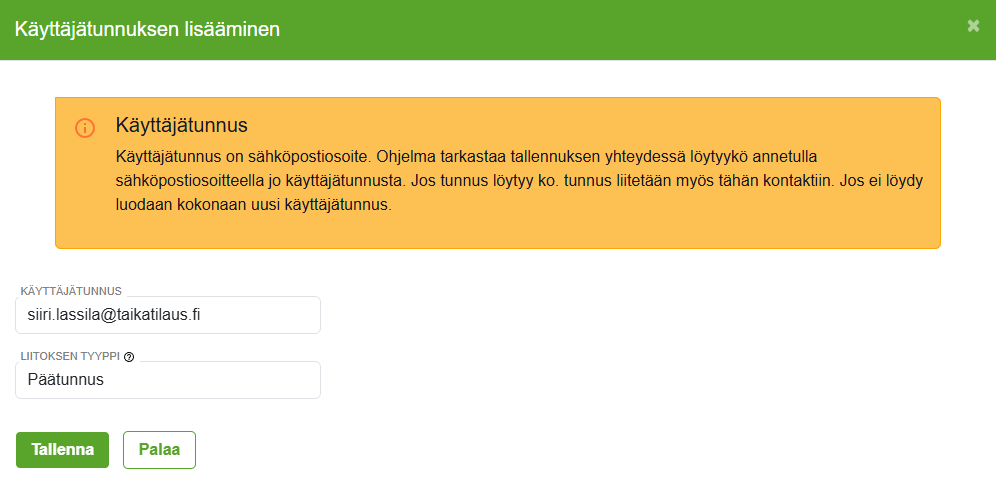 Käyttäjätunnuksen lisääminen
Käyttäjätunnus
Käyttäjätunnus on sähköpostiosoite. Ohjelma tarkastaa tallennuksen yhteydessä löytyykö annetulla
sähköpostiosoitteella jo käyttäjätunnusta. Jos tunnus löytyy ko. tunnus liitetään myös tähän kontaktiin. Jos ei löydy
luodaan kokonaan uusi käyttäjätunnus.
KÄYTTÄJÄTUNNUS
siiri.lassila@taikatilaus.fi
LIITOKSEN TYYPPI
Päätunnus
Tallenna
Palaa